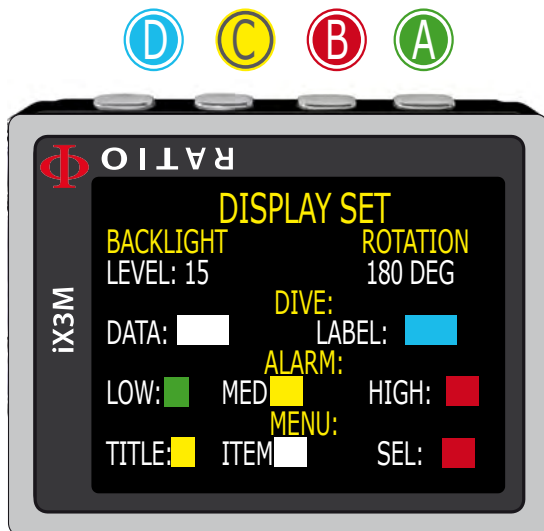 D C B A
RATIO
DISPLAY SET
BACKLIGHT ROTATION
LEVEL: 15 180 DEG
DIVE:
DATA: LABEL:
ALARM:
LOW: MED HIGH:
MENU:
TITLE: ITEM SEL:
iX3M